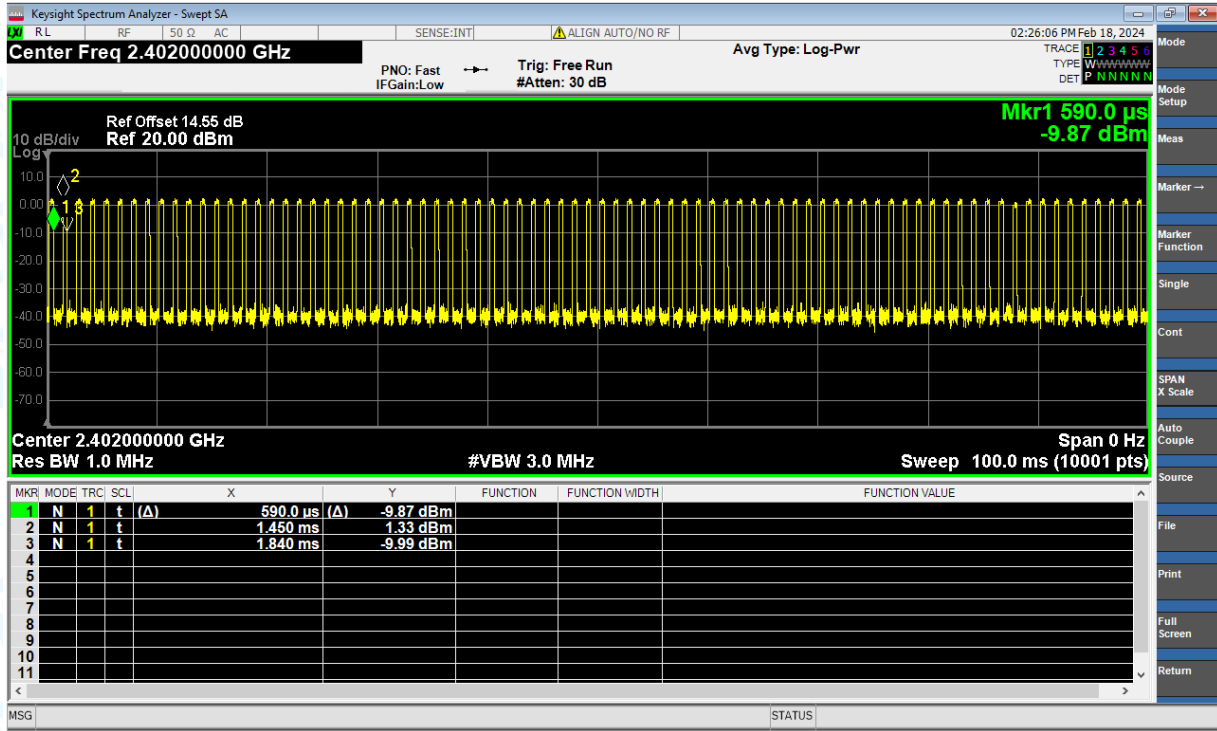 Keysight Spectrum Analyzer - Swept SA
LXI RL RF 50 Ω AC SENSE:INT ALIGN AUTO/NO RF 02:26:06 PM Feb 18, 2024
Center Freq 2.402000000 GHz
Avg Type: Log-Pwr
TRACE 1 2 3 4 5 6
TYPE WWWWWW
DET P N N N N N
PNO: Fast
IFGain:Low
Trig: Free Run
#Atten: 30 dB
Mkr1 590.0 µs
-9.87 dBm
Ref Offset 14.55 dB
10 dB/div Ref 20.00 dBm
Log
10.0
0.00
-10.0
-20.0
-30.0
-40.0
-50.0
-60.0
-70.0
2
1 3
Center 2.402000000 GHz Span 0 Hz
Res BW 1.0 MHz #VBW 3.0 MHz Sweep 100.0 ms (10001 pts)
MKR MODE TRC SCL X Y FUNCTION FUNCTION WIDTH FUNCTION VALUE
1 N 1 t (Δ) 590.0 µs (Δ) -9.87 dBm
2 N 1 t 1.450 ms 1.33 dBm
3 N 1 t 1.840 ms -9.99 dBm
4
5
6
7
8
9
10
11
MSG STATUS
Mode
Mode
Setup
Meas
Marker →
Marker
Function
Single
Cont
SPAN
X Scale
Auto
Couple
Source
File
Print
Full
Screen
Return